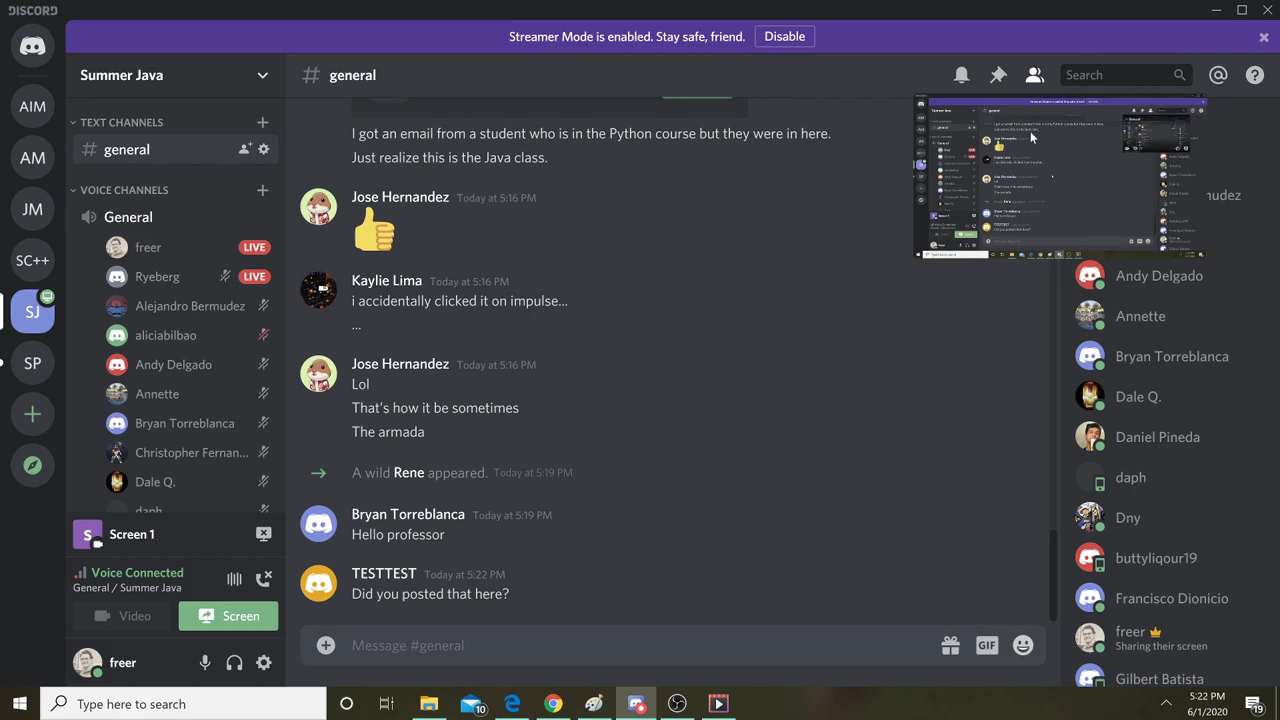 DISCORD
Streamer Mode is enabled. Stay safe, friend.
Disable
AIM
AM
JM
SC++
SJ
SP
Summer Java
TEXT CHANNELS
general
VOICE CHANNELS
General
freer
LIVE
Ryeberg
LIVE
Alejandro Bermudez
aliciabilbao
Andy Delgado
Annette
Bryan Torreblanca
Christopher Fernan...
Dale Q.
daph
S
Screen 1
Voice Connected
General / Summer Java
Video
Screen
freer
# general
Search
I got an email from a student who is in the Python course but they were in here.
Just realize this is the Java class.
Jose Hernandez Today at 5:16 PM
Kaylie Lima Today at 5:16 PM
i accidentally clicked it on impulse...
...
Jose Hernandez Today at 5:16 PM
Lol
That's how it be sometimes
The armada
A wild Rene appeared. Today at 5:19 PM
Bryan Torreblanca Today at 5:19 PM
Hello professor
TESTTEST Today at 5:22 PM
Did you posted that here?
Message #general
GIF
Andy Delgado
Annette
Bryan Torreblanca
Dale Q.
Daniel Pineda
daph
Dny
buttyliqour19
Francisco Dionicio
freer
Sharing their screen
Gilbert Batista
Type here to search
10
5:22 PM
6/1/2020
19